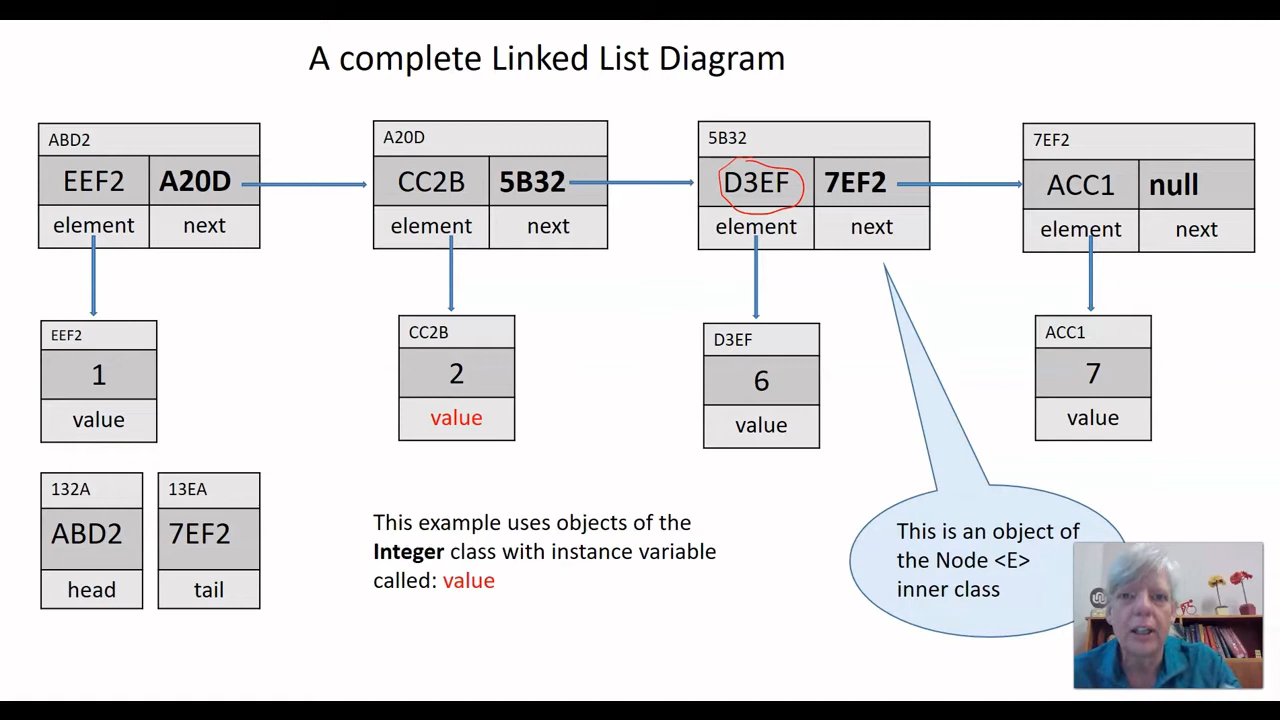 A complete Linked List Diagram
ABD2
EEF2 A20D
element next
A20D
CC2B 5B32
element next
5B32
D3EF 7EF2
element next
7EF2
ACC1 null
element next
EEF2
1
value
CC2B
2
value
D3EF
6
value
ACC1
7
value
132A
ABD2
head
13EA
7EF2
tail
This example uses objects of the
Integer class with instance variable
called: value
This is an object of
the Node <E>
inner class